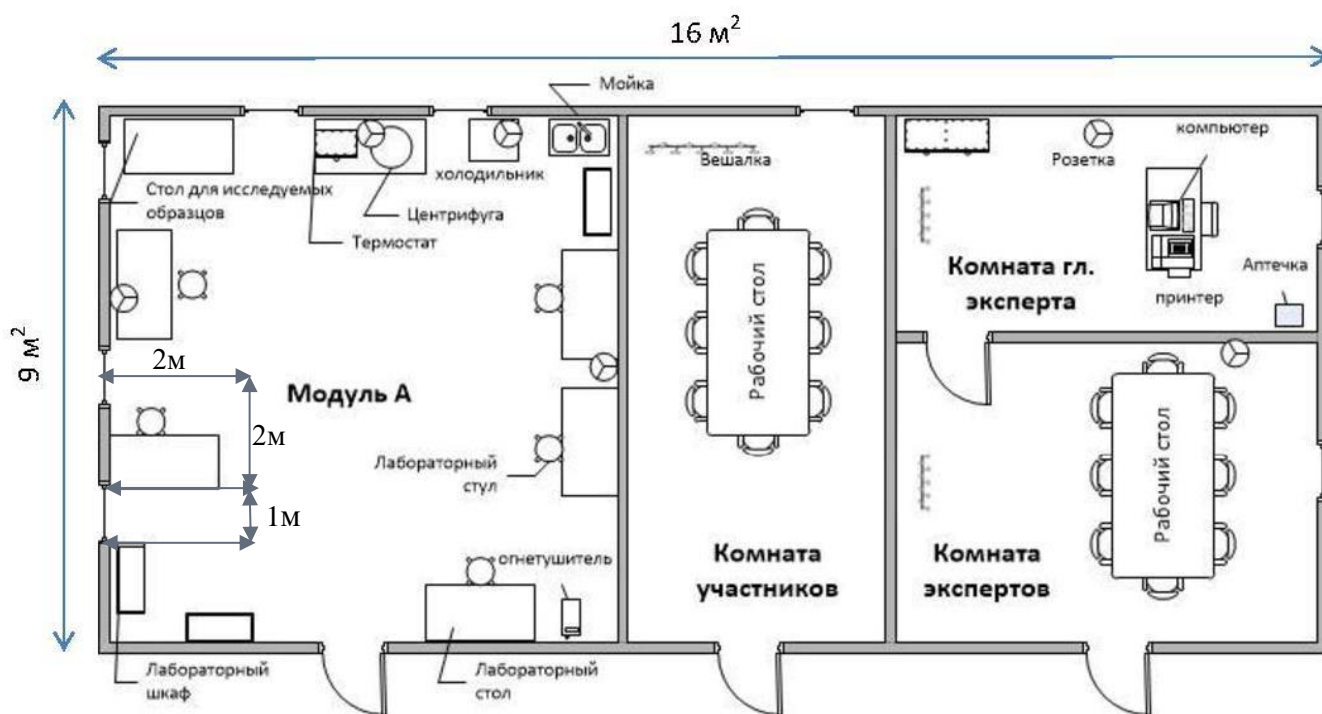 16 м²
9 м²
Мойка
Вешалка
компьютер
Розетка
холодильник
Стол для исследуемых
образцов
Центрифуга
Термостат
Рабочий стол
Комната гл.
эксперта
Аптечка
принтер
2м
Модуль А
2м
Лабораторный
стул
1м
огнетушитель
Комната
участников
Комната
экспертов
Рабочий стол
Лабораторный
шкаф
Лабораторный
стол